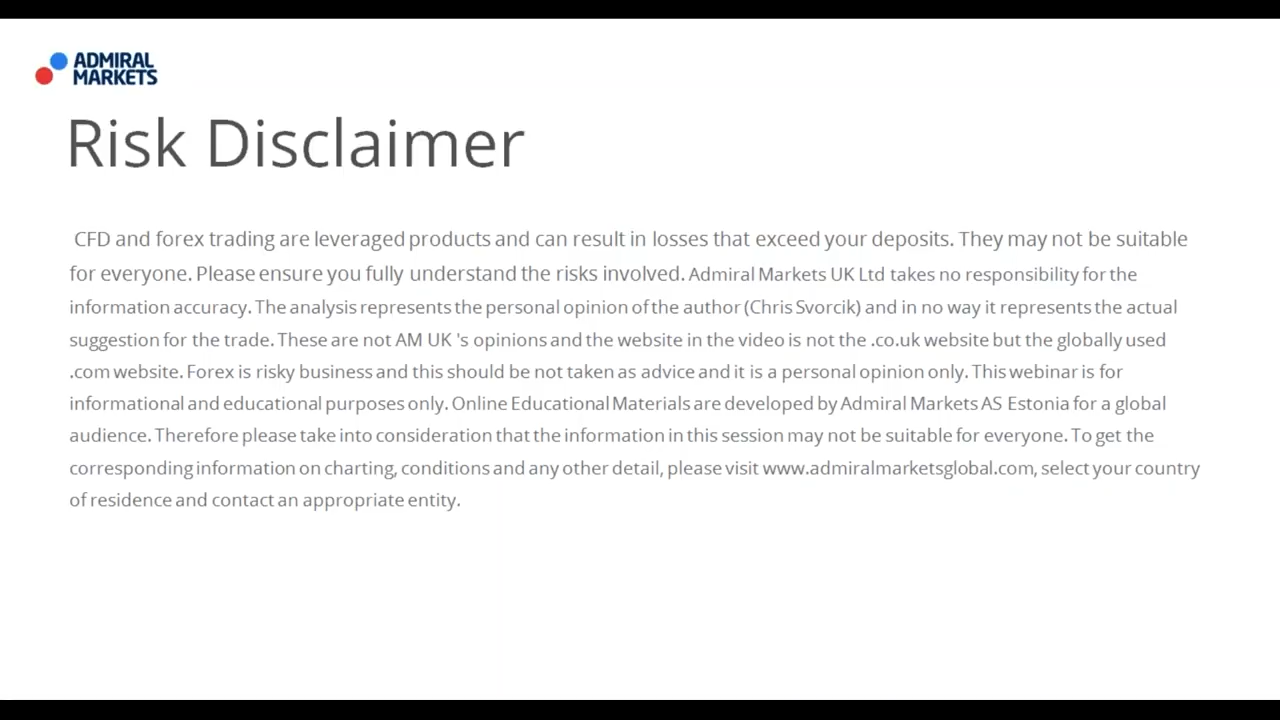 ADMIRAL
MARKETS
Risk Disclaimer
CFD and forex trading are leveraged products and can result in losses that exceed your deposits. They may not be suitable
for everyone. Please ensure you fully understand the risks involved. Admiral Markets UK Ltd takes no responsibility for the
information accuracy. The analysis represents the personal opinion of the author (Chris Svorcik) and in no way it represents the actual
suggestion for the trade. These are not AM UK 's opinions and the website in the video is not the .co.uk website but the globally used
.com website. Forex is risky business and this should be not taken as advice and it is a personal opinion only. This webinar is for
informational and educational purposes only. Online Educational Materials are developed by Admiral Markets AS Estonia for a global
audience. Therefore please take into consideration that the information in this session may not be suitable for everyone. To get the
corresponding information on charting, conditions and any other detail, please visit www.admiralmarketsglobal.com, select your country
of residence and contact an appropriate entity.